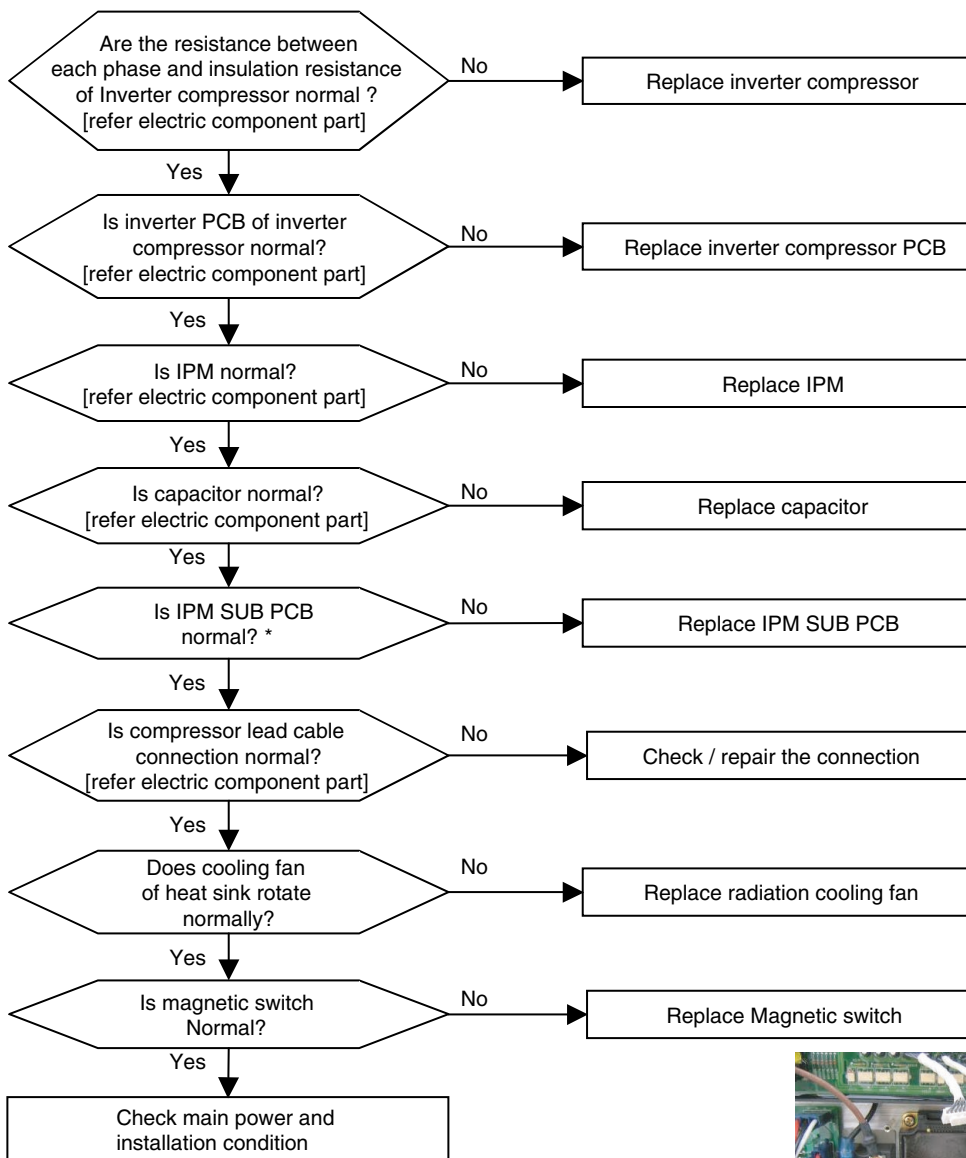 Are the resistance between
each phase and insulation resistance
of Inverter compressor normal ?
[refer electric component part]
No
Replace inverter compressor
Yes
Is inverter PCB of inverter
compressor normal?
[refer electric component part]
No
Replace inverter compressor PCB
Yes
Is IPM normal?
[refer electric component part]
No
Replace IPM
Yes
Is capacitor normal?
[refer electric component part]
No
Replace capacitor
Yes
Is IPM SUB PCB
normal? *
No
Replace IPM SUB PCB
Yes
Is compressor lead cable
connection normal?
[refer electric component part]
No
Check / repair the connection
Yes
Does cooling fan
of heat sink rotate
normally?
No
Replace radiation cooling fan
Yes
Is magnetic switch
Normal?
No
Replace Magnetic switch
Yes
Check main power and
installation condition